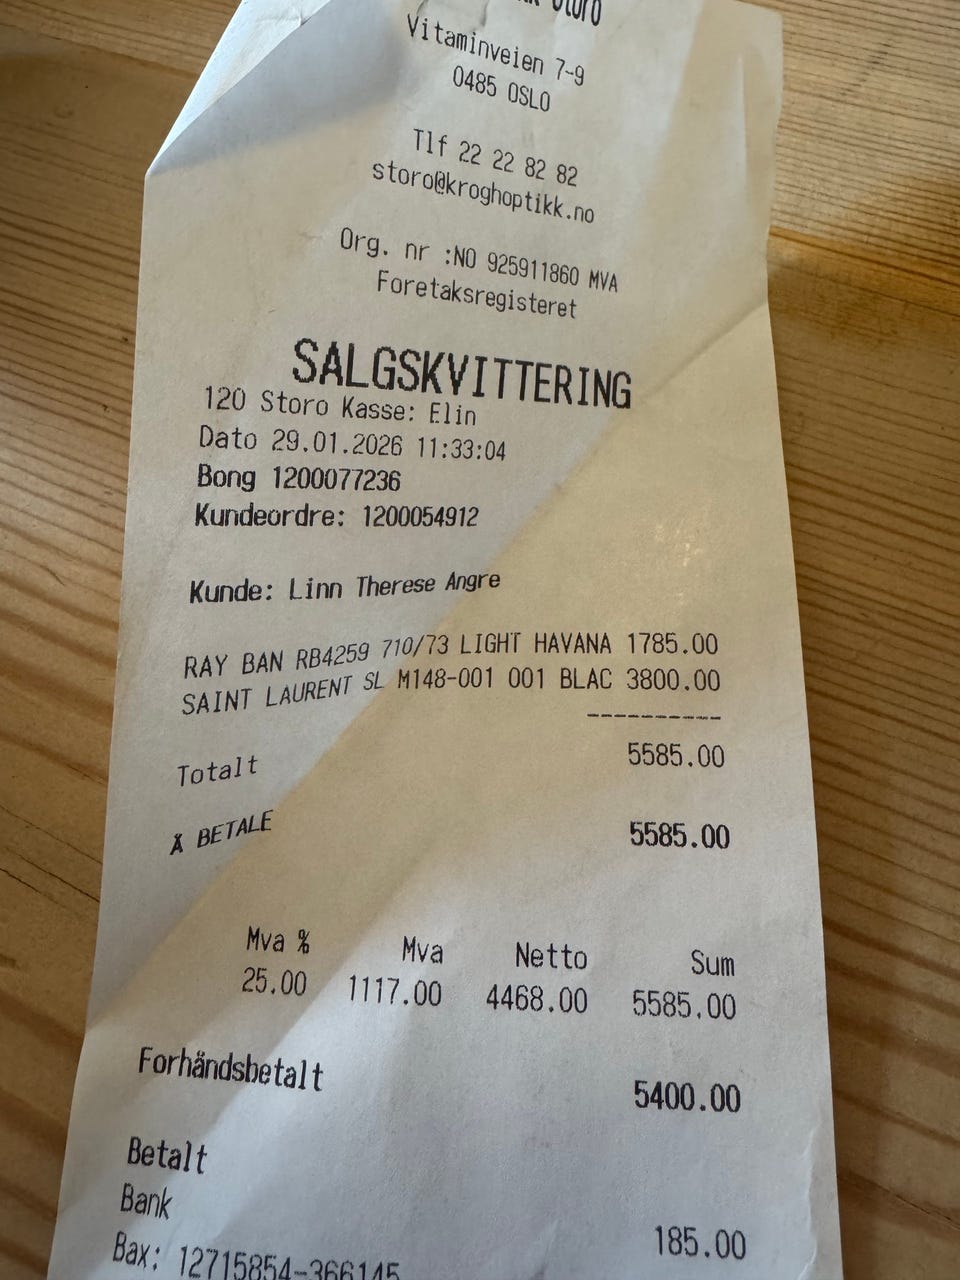 Storo
Vitaminveien 7-9
0485 OSLO
Tlf 22 22 82 82
storo@kroghoptikk.no
Org. nr :NO 925911860 MVA
Foretaksregisteret
SALGSKVITTERING
120 Storo Kasse: Elin
Dato 29.01.2026 11:33:04
Bong 1200077236
Kundeordre: 1200054912
Kunde: Linn Therese Angre
RAY BAN RB4259 710/73 LIGHT HAVANA 1785.00
SAINT LAURENT SL M148-001 001 BLAC 3800.00
----------
Totalt 5585.00
Å BETALE 5585.00
Mva % Mva Netto Sum
25.00 1117.00 4468.00 5585.00
Forhåndsbetalt 5400.00
Betalt
Bank 185.00
Bax: 12715854-366145